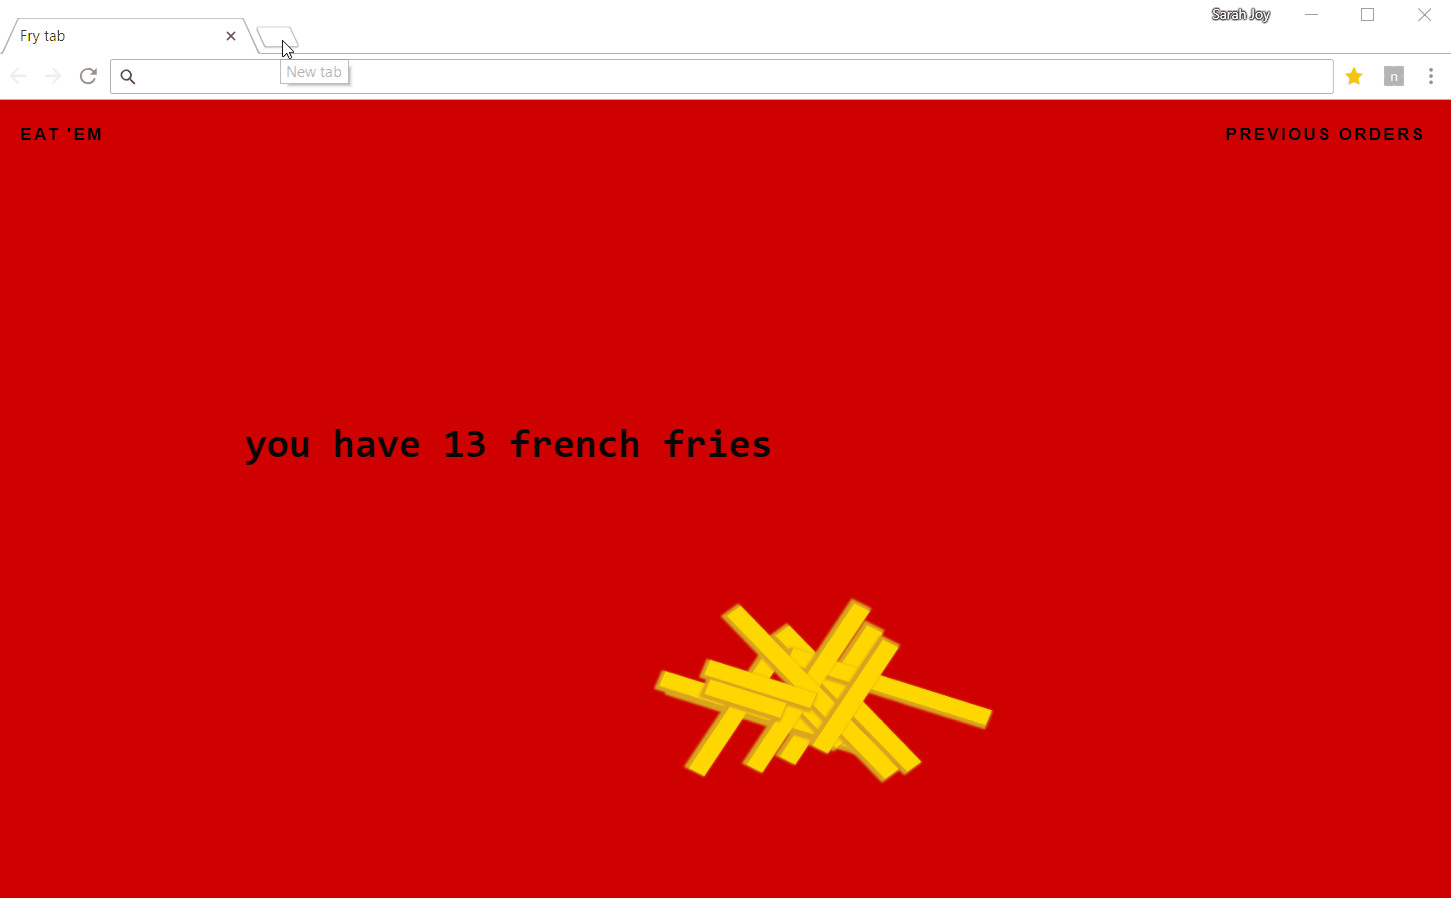 Sarah Joy
Fry tab
New tab
n
EAT 'EM
PREVIOUS ORDERS
you have 13 french fries